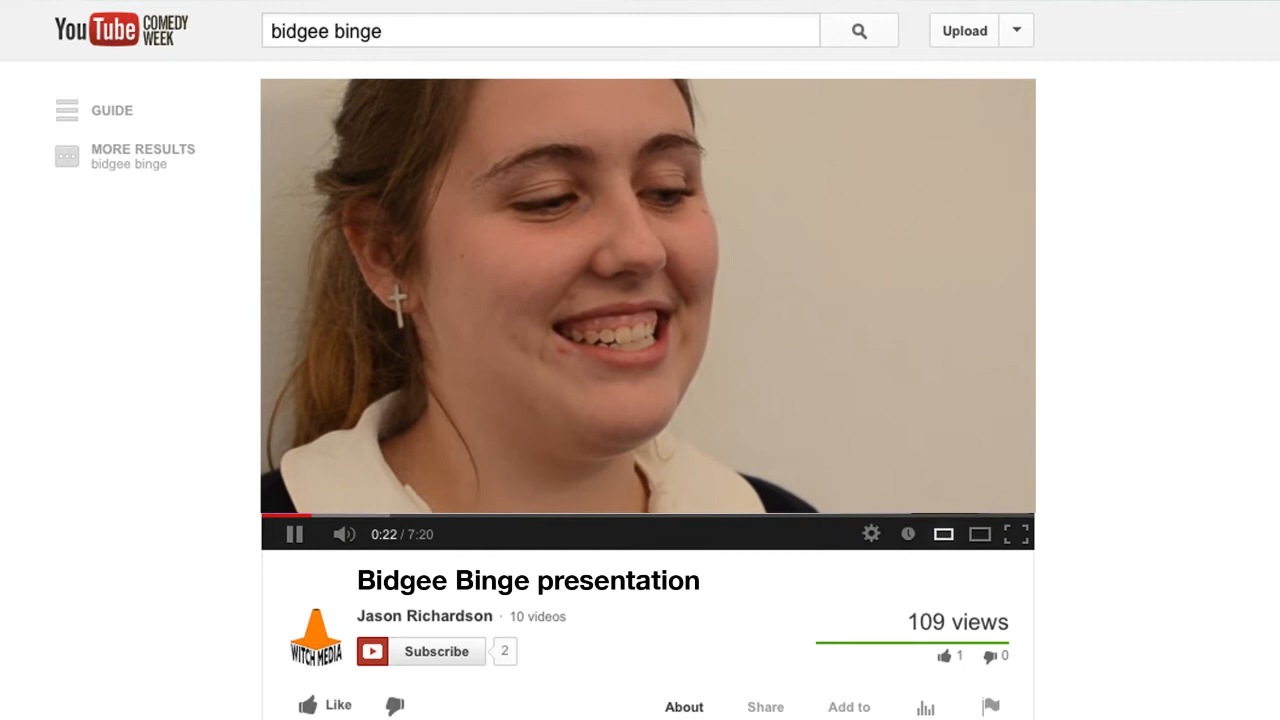 YouTube COMEDY WEEK
bidgee binge
Upload
GUIDE
MORE RESULTS
bidgee binge
0:22 / 7:20
Bidgee Binge presentation
Jason Richardson · 10 videos
109 views
WITCH MEDIA
Subscribe 2
1 0
Like
About Share Add to